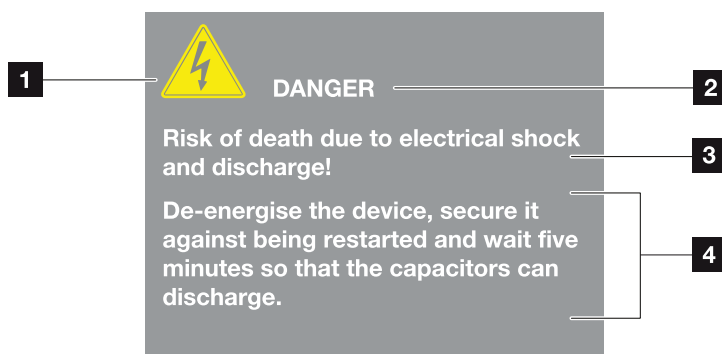 1
DANGER
2
Risk of death due to electrical shock
and discharge!
3
De-energise the device, secure it
against being restarted and wait five
minutes so that the capacitors can
discharge.
4